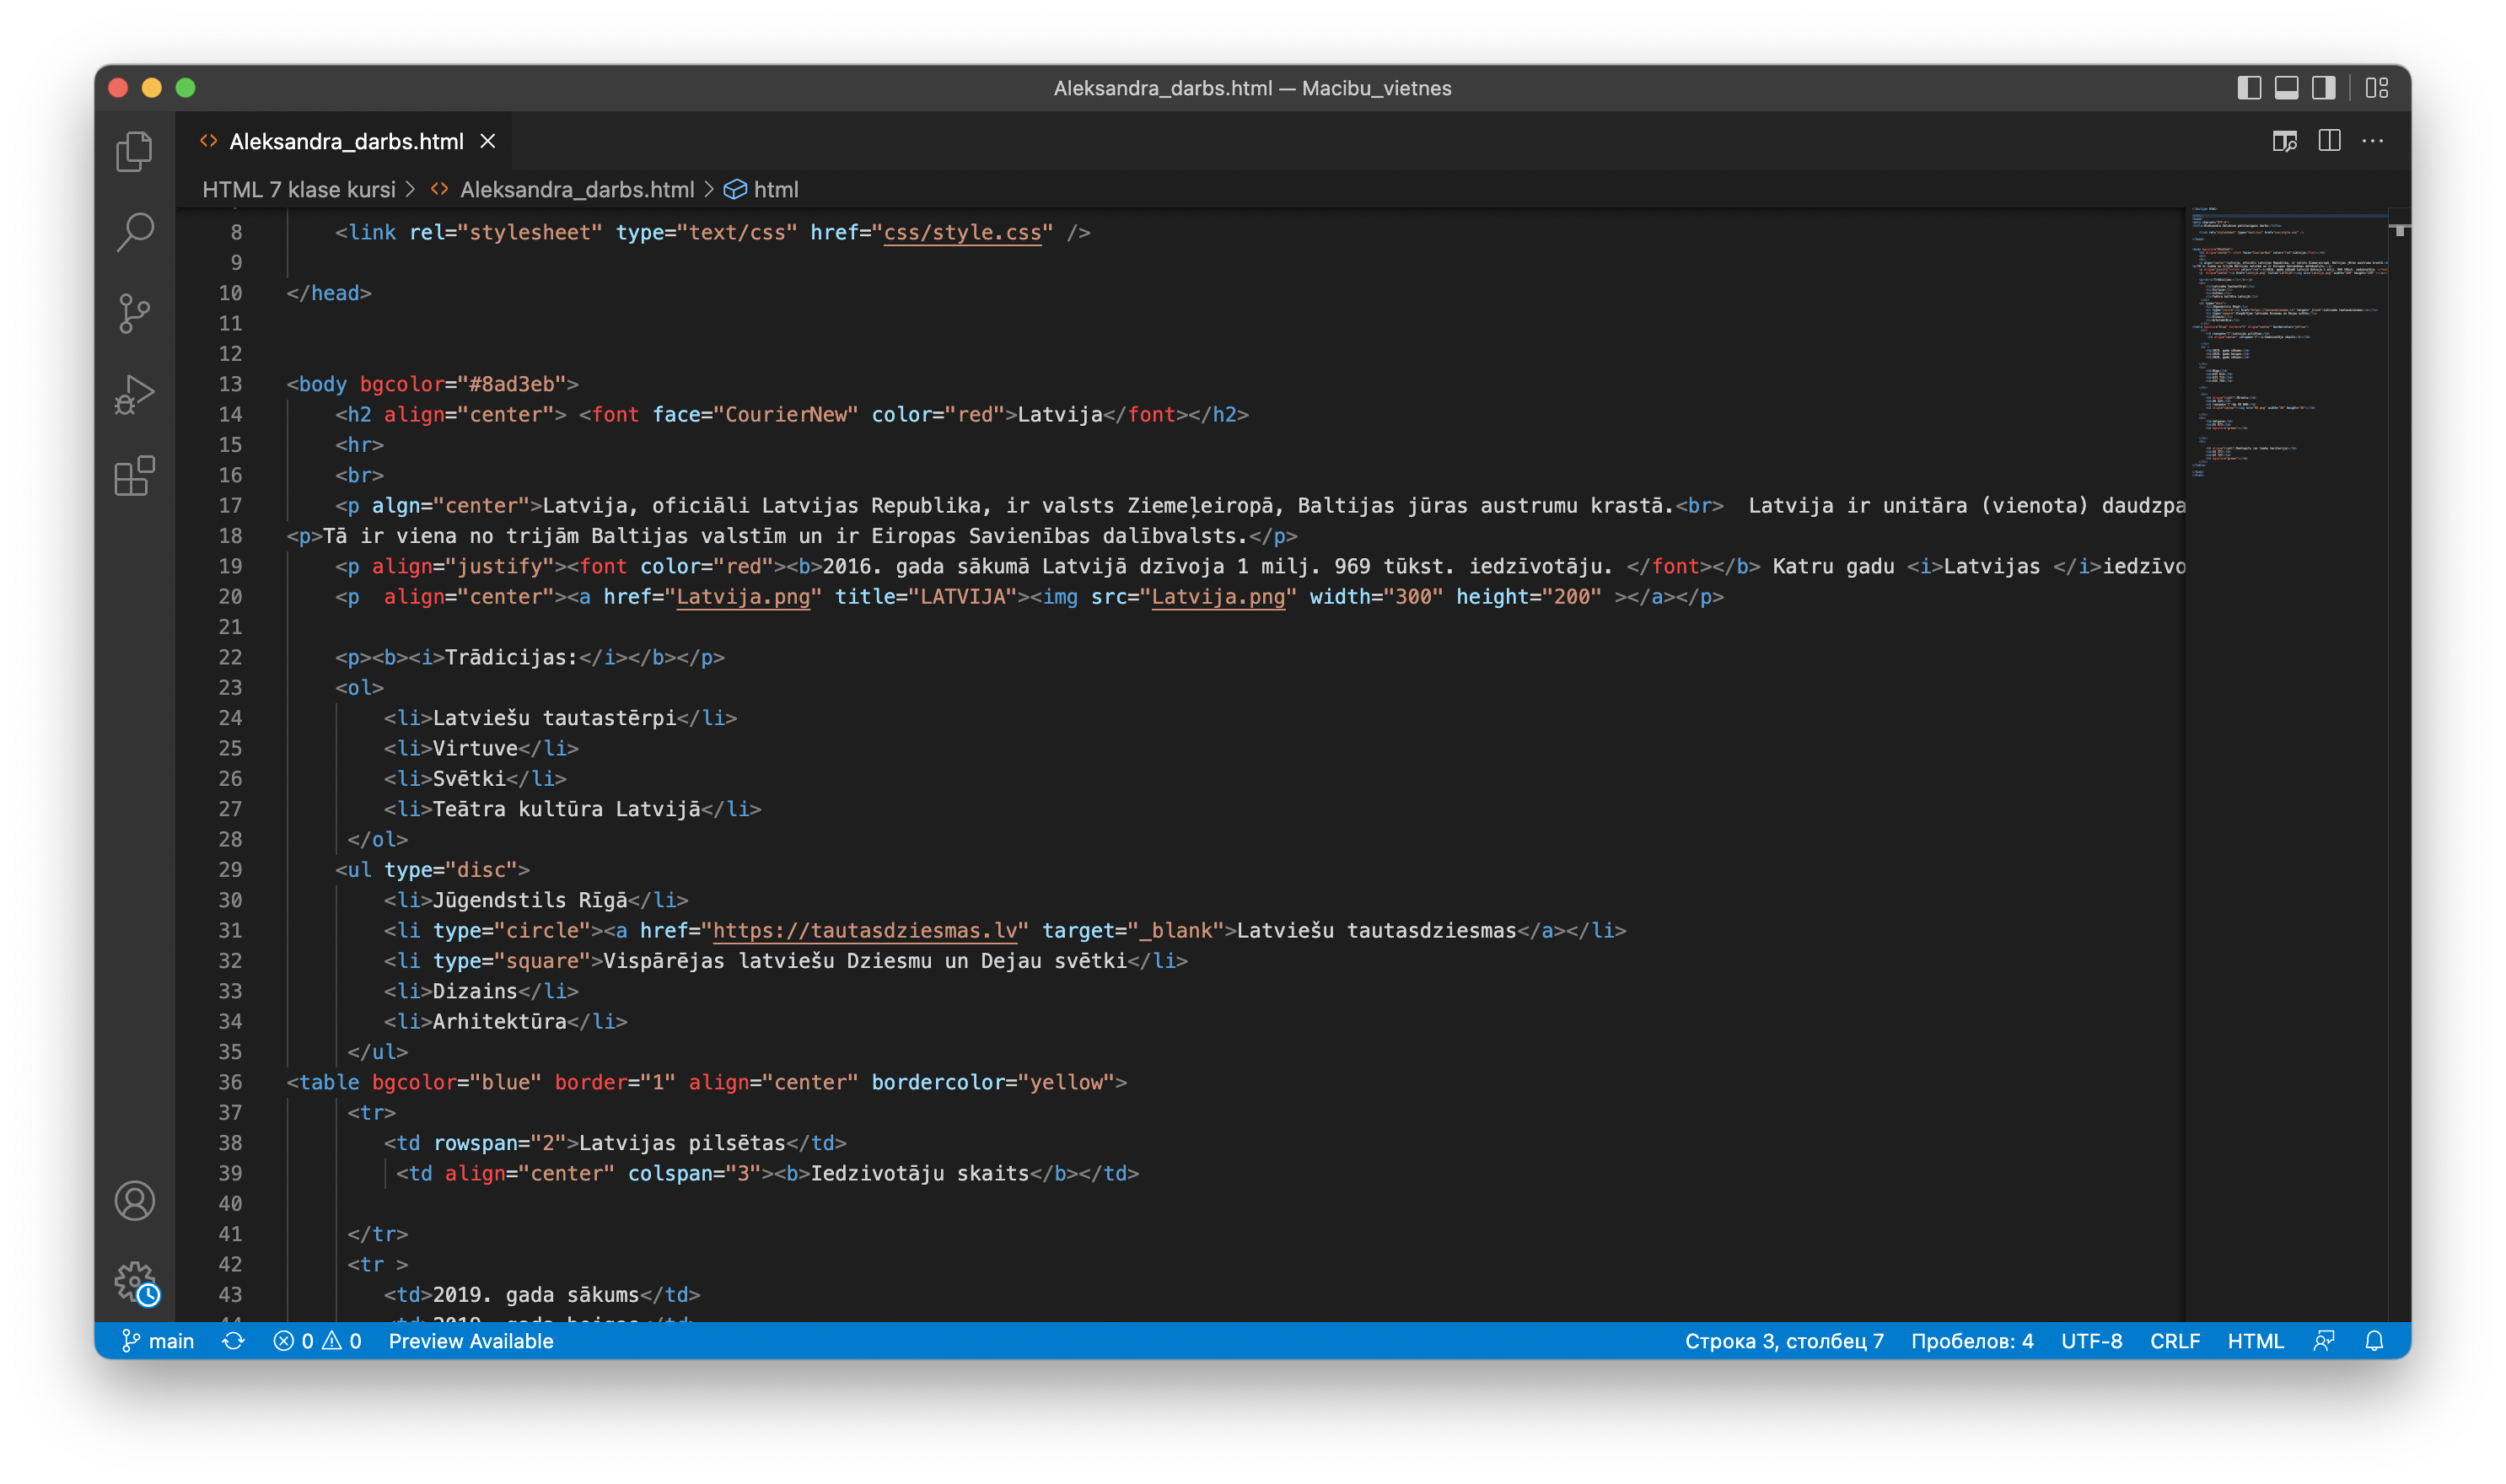 Aleksandra_darbs.html — Macibu_vietnes
Aleksandra_darbs.html
HTML 7 klase kursi > Aleksandra_darbs.html > html
8 <link rel="stylesheet" type="text/css" href="css/style.css" />
9
10 </head>
11
12
13 <body bgcolor="#8ad3eb">
14 <h2 align="center"> <font face="CourierNew" color="red">Latvija</font></h2>
15 <hr>
16 <br>
17 <p algn="center">Latvija, oficiāli Latvijas Republika, ir valsts Ziemeļeiropā, Baltijas jūras austrumu krastā.<br>  Latvija ir unitāra (vienota) daudzpa
18 <p>Tā ir viena no trijām Baltijas valstīm un ir Eiropas Savienības dalībvalsts.</p>
19 <p align="justify"><font color="red"><b>2016. gada sākumā Latvijā dzīvoja 1 milj. 969 tūkst. iedzīvotāju. </font></b> Katru gadu <i>Latvijas </i>iedzīvo
20 <p  align="center"><a href="Latvija.png" title="LATVIJA"><img src="Latvija.png" width="300" height="200" ></a></p>
21
22 <p><b><i>Trādicijas:</i></b></p>
23 <ol>
24 <li>Latviešu tautastērpi</li>
25 <li>Virtuve</li>
26 <li>Svētki</li>
27 <li>Teātra kultūra Latvijā</li>
28 </ol>
29 <ul type="disc">
30 <li>Jūgendstils Rīgā</li>
31 <li type="circle"><a href="https://tautasdziesmas.lv" target="_blank">Latviešu tautasdziesmas</a></li>
32 <li type="square">Vispārējas latviešu Dziesmu un Dejau svētki</li>
33 <li>Dizains</li>
34 <li>Arhitektūra</li>
35 </ul>
36 <table bgcolor="blue" border="1" align="center" bordercolor="yellow">
37 <tr>
38 <td rowspan="2">Latvijas pilsētas</td>
39 <td align="center" colspan="3"><b>Iedzivotāju skaits</b></td>
40
41 </tr>
42 <tr >
43 <td>2019. gada sākums</td>
main 0 0 Preview Available Строка 3, столбец 7 Пробелов: 4 UTF-8 CRLF HTML